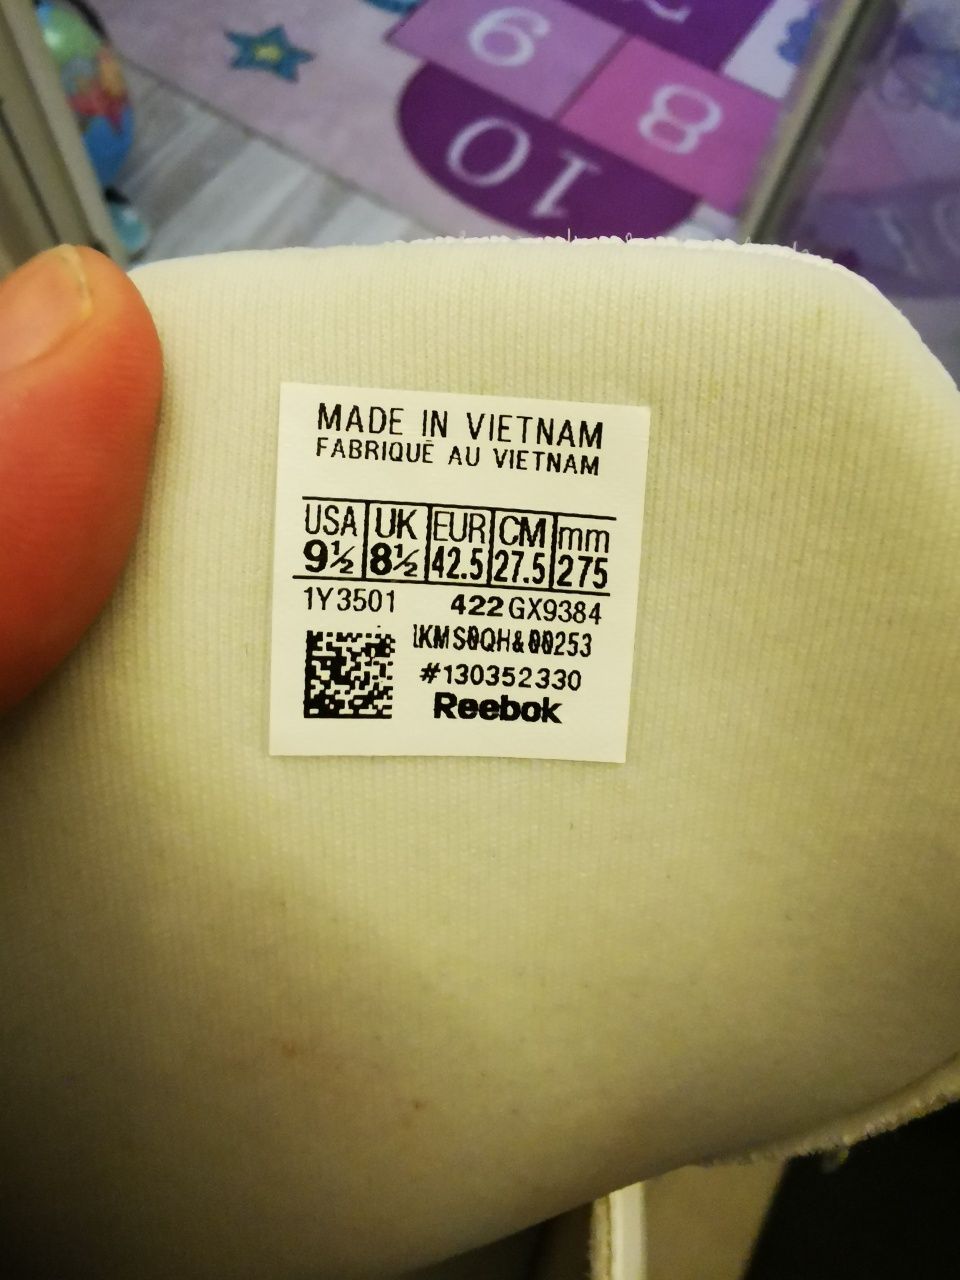 9
8
10
MADE IN VIETNAM
FABRIQUÉ AU VIETNAM
USA UK EUR CM mm
9½ 8½ 42.5 27.5 275
1Y3501 422 GX9384
#130352330
Reebok